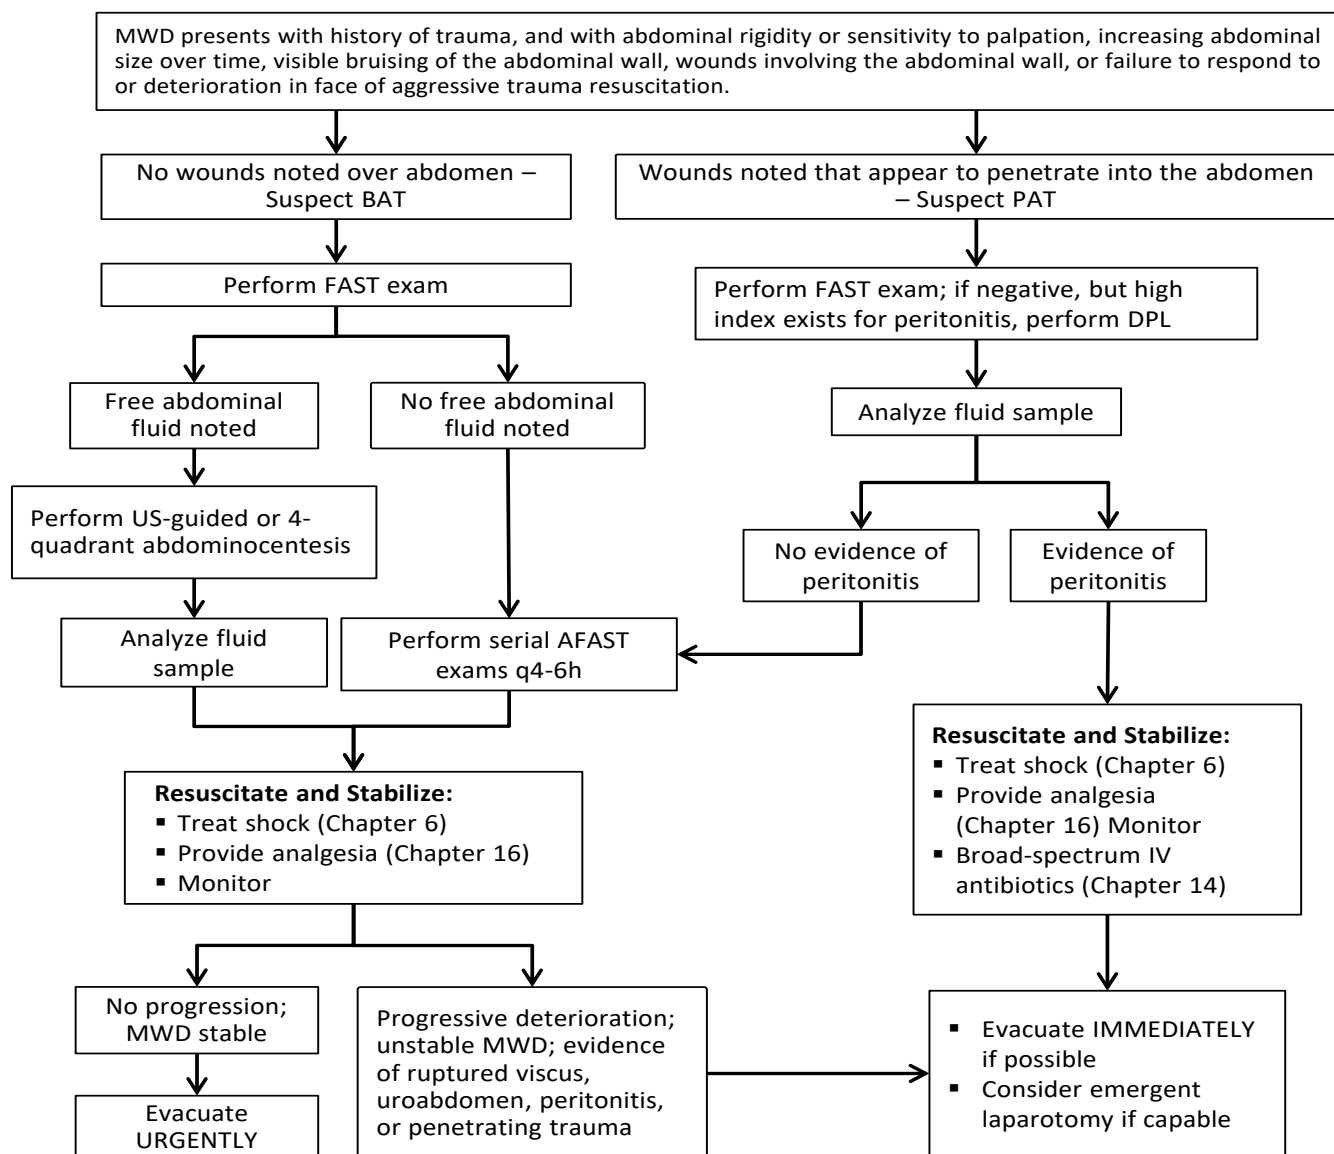 MWD presents with history of trauma, and with abdominal rigidity or sensitivity to palpation, increasing abdominal
size over time, visible bruising of the abdominal wall, wounds involving the abdominal wall, or failure to respond to
or deterioration in face of aggressive trauma resuscitation.
No wounds noted over abdomen –
Suspect BAT
Wounds noted that appear to penetrate into the abdomen
– Suspect PAT
Perform FAST exam
Perform FAST exam; if negative, but high
index exists for peritonitis, perform DPL
Free abdominal
fluid noted
No free abdominal
fluid noted
Analyze fluid sample
Perform US-guided or 4-
quadrant abdominocentesis
No evidence of
peritonitis
Evidence of
peritonitis
Analyze fluid
sample
Perform serial AFAST
exams q4-6h
Resuscitate and Stabilize:
▪ Treat shock (Chapter 6)
▪ Provide analgesia (Chapter 16)
▪ Monitor
Resuscitate and Stabilize:
▪ Treat shock (Chapter 6)
▪ Provide analgesia
(Chapter 16) Monitor
▪ Broad-spectrum IV
antibiotics (Chapter 14)
No progression;
MWD stable
Progressive deterioration;
unstable MWD; evidence
of ruptured viscus,
uroabdomen, peritonitis,
or penetrating trauma
▪ Evacuate IMMEDIATELY
if possible
▪ Consider emergent
laparotomy if capable
Evacuate
URGENTLY